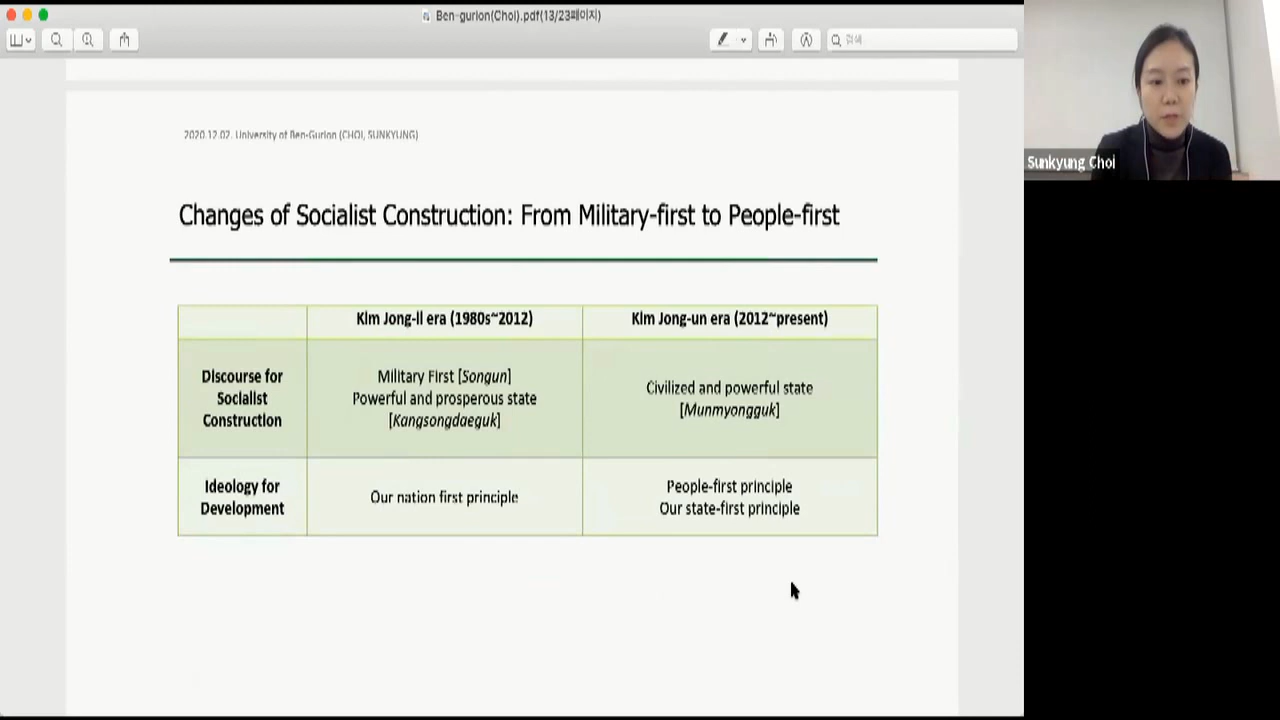 Ben-gurion(Choi).pdf(13/23페이지)
검색
2020.12.02. University of Ben-Gurion (CHOI, SUNKYUNG)
Sunkyung Choi
Changes of Socialist Construction: From Military-first to People-first
Kim Jong-il era (1980s~2012)
Kim Jong-un era (2012~present)
Discourse for
Socialist
Construction
Military First [Songun]
Powerful and prosperous state
[Kangsongdaeguk]
Civilized and powerful state
[Munmyongguk]
Ideology for
Development
Our nation first principle
People-first principle
Our state-first principle